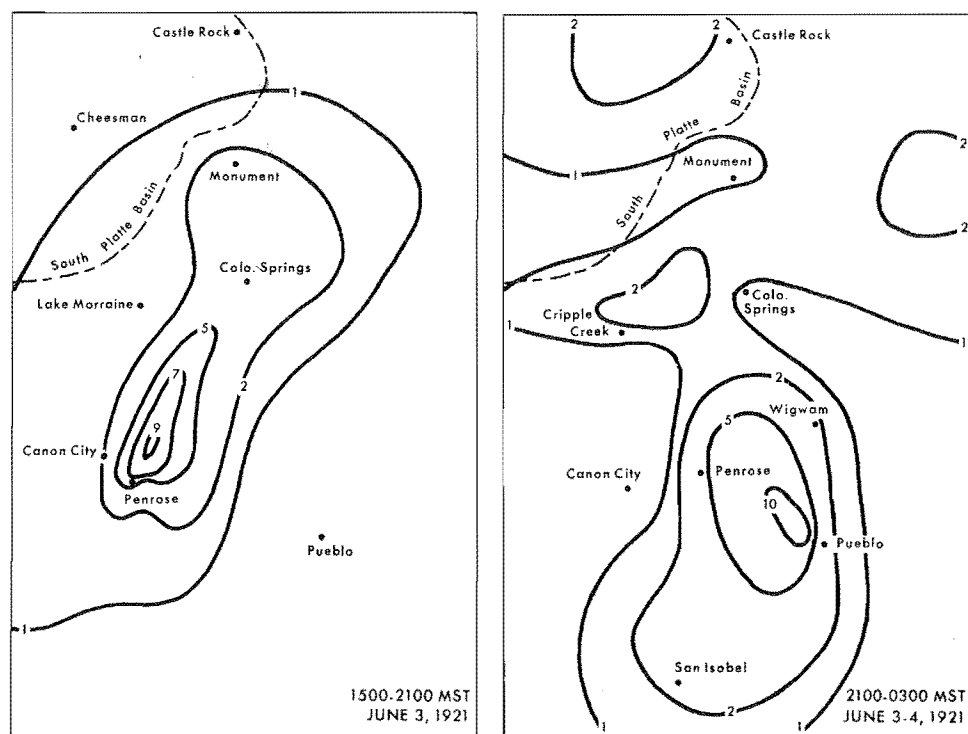 Castle Rock
1
Cheesman
Monument
South Platte Basin
Colo. Springs
Lake Morraine
5
7
2
9
Canon City
Penrose
Pueblo
1
1500-2100 MST
JUNE 3, 1921
2
2
Castle Rock
South Platte Basin
2
1
Monument
2
2
Colo.
Springs
Cripple
Creek
1
1
2
Wigwam
5
Penrose
Canon City
10
Pueblo
San Isobel
2
1
1
2100-0300 MST
JUNE 3-4, 1921